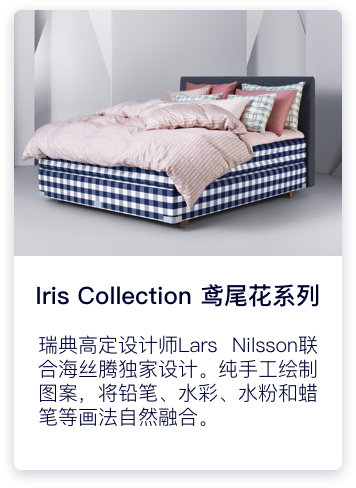 Iris Collection 鸢尾花系列
瑞典高定设计师Lars Nilsson联
合海丝腾独家设计。纯手工绘制
图案，将铅笔、水彩、水粉和蜡
笔等画法自然融合。